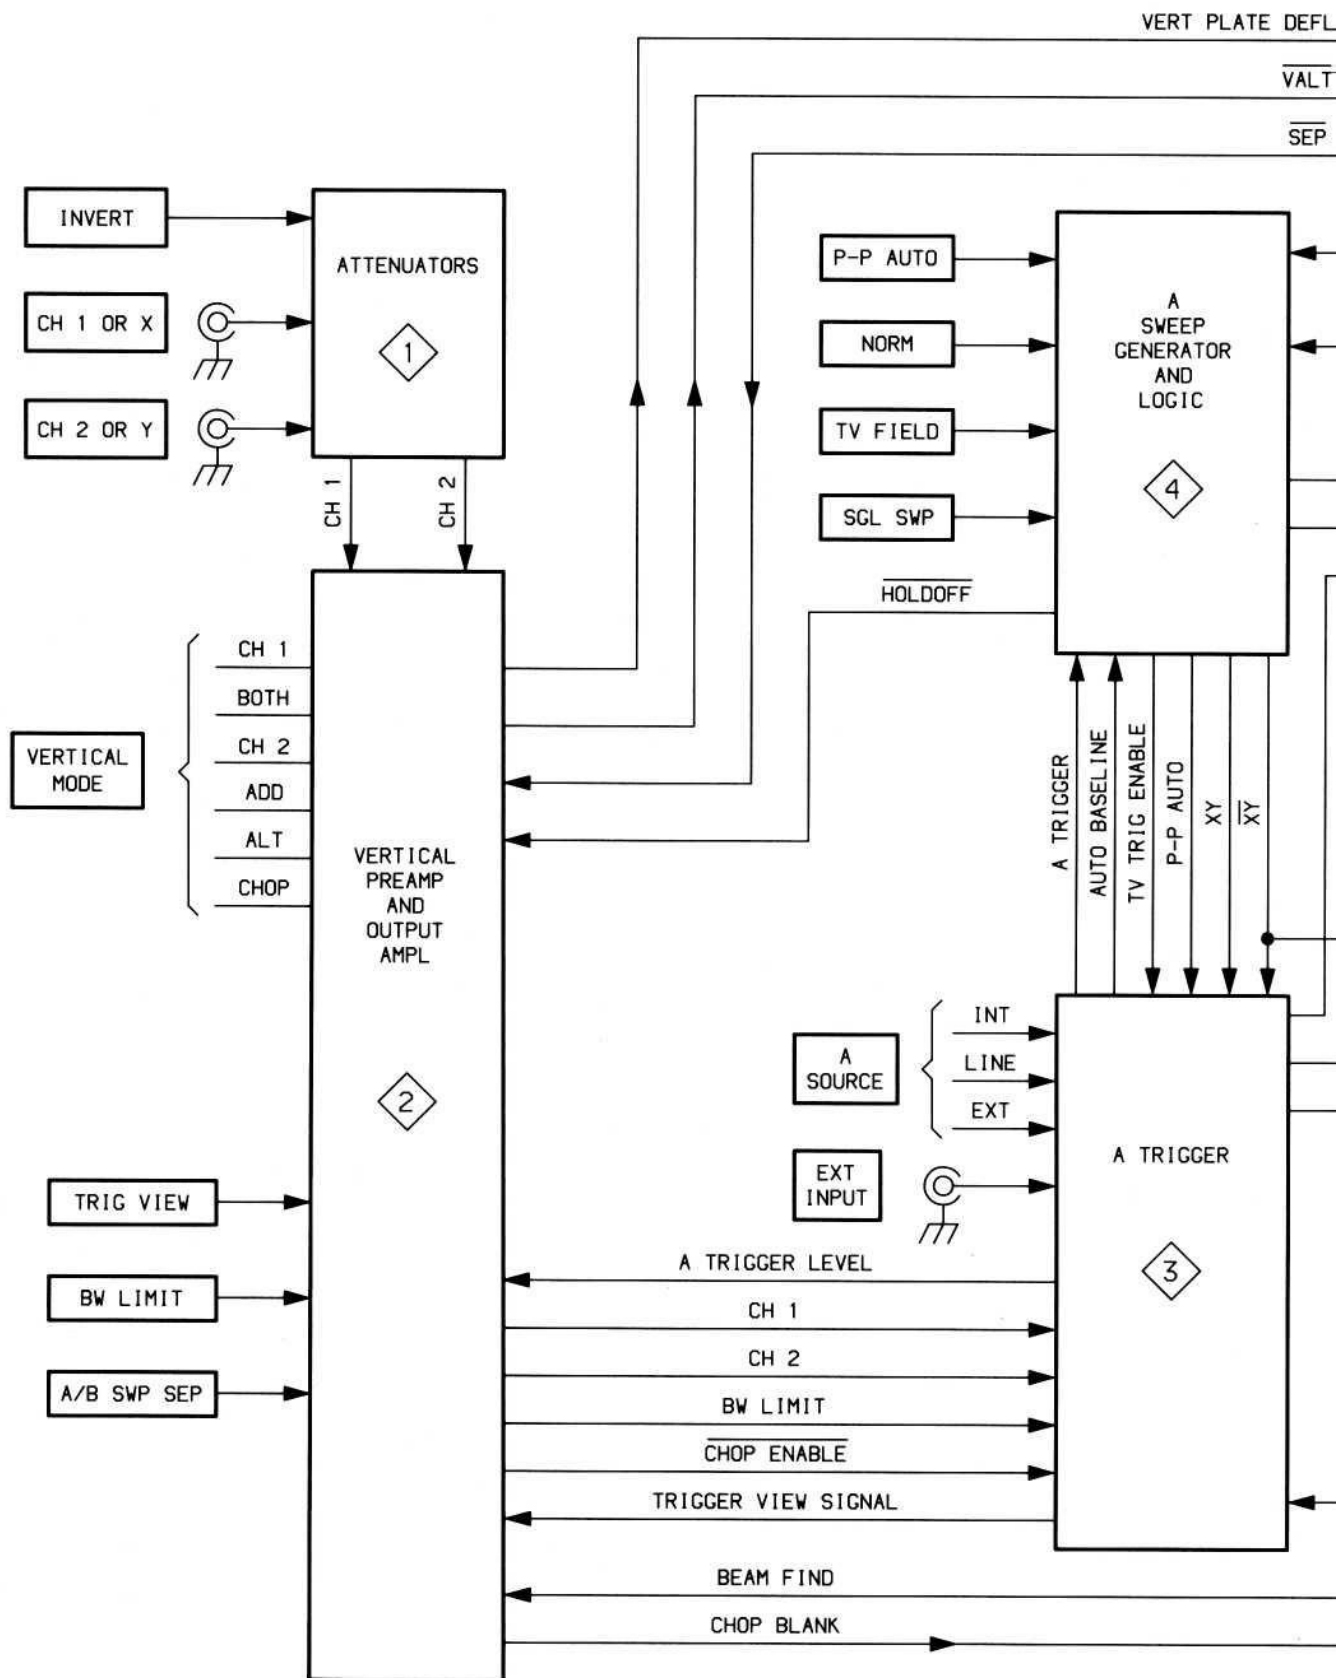 VERT PLATE DEFL
VALT
SEP
INVERT
CH 1 OR X
CH 2 OR Y
ATTENUATORS
1
CH 1
CH 2
P-P AUTO
NORM
TV FIELD
SGL SWP
A
SWEEP
GENERATOR
AND
LOGIC
4
HOLDOFF
VERTICAL
MODE
CH 1
BOTH
CH 2
ADD
ALT
CHOP
VERTICAL
PREAMP
AND
OUTPUT
AMPL
2
A TRIGGER
AUTO BASELINE
TV TRIG ENABLE
P-P AUTO
XY
XY
A
SOURCE
INT
LINE
EXT
EXT
INPUT
A TRIGGER
3
TRIG VIEW
BW LIMIT
A/B SWP SEP
A TRIGGER LEVEL
CH 1
CH 2
BW LIMIT
CHOP ENABLE
TRIGGER VIEW SIGNAL
BEAM FIND
CHOP BLANK